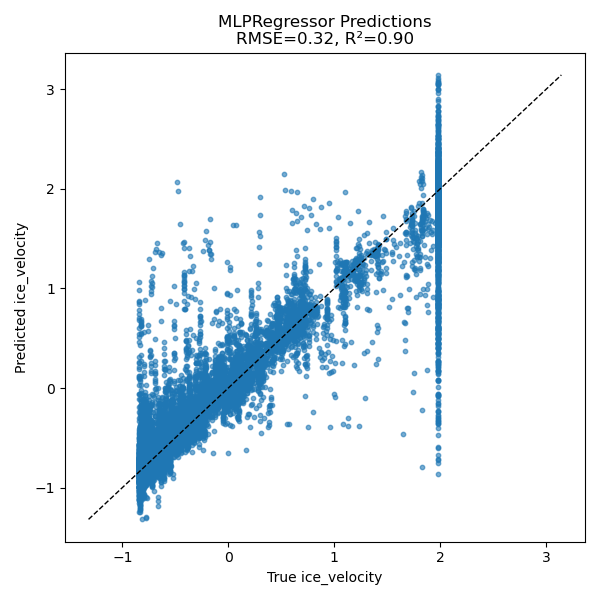 MLPRegressor Predictions
RMSE=0.32, R²=0.90
3
2
1
0
−1
Predicted ice_velocity
−1 0 1 2 3
True ice_velocity